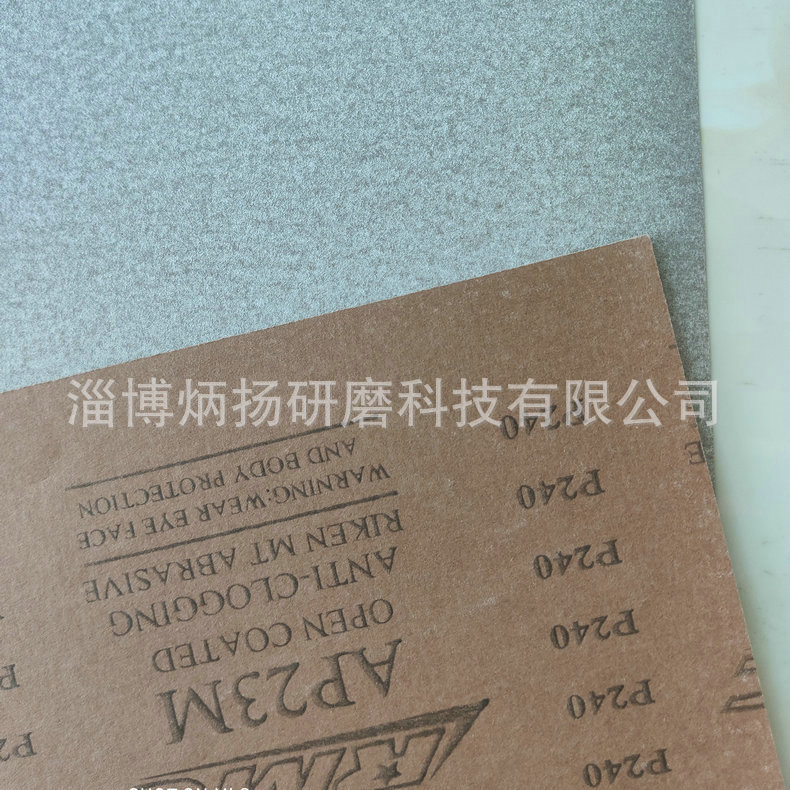 淄博炳扬研磨科技有限公司
AP23M
OPEN COATED
ANTI-CLOGGING
RIKEN MT ABRASIVE
WARNING:WEAR EYE FACE
AND BODY PROTECTION
P240
P240
P240
P240
P240
P240